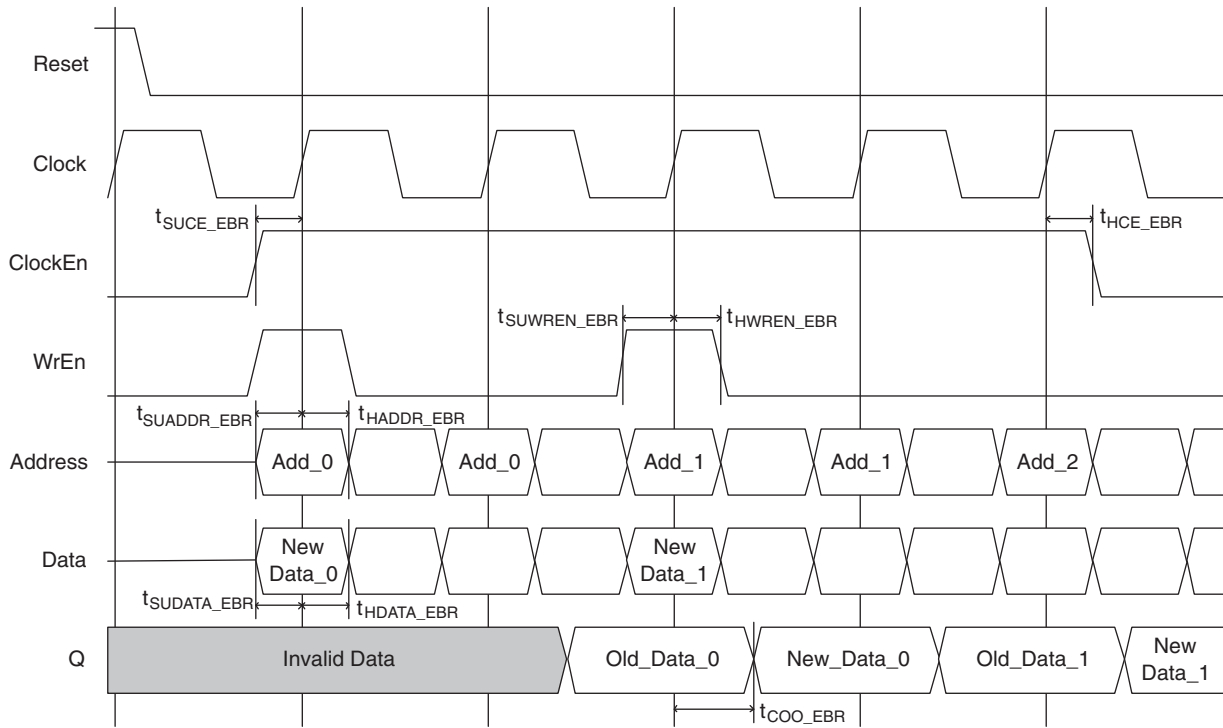 Reset
Clock
tSUCE_EBR
tHCE_EBR
ClockEn
tSUWREN_EBR
tHWREN_EBR
WrEn
tSUADDR_EBR
tHADDR_EBR
Address
Add_0
Add_0
Add_1
Add_1
Add_2
Data
New
Data_0
New
Data_1
tSUDATA_EBR
tHDATA_EBR
Q
Invalid Data
Old_Data_0
New_Data_0
Old_Data_1
New
Data_1
tCOO_EBR